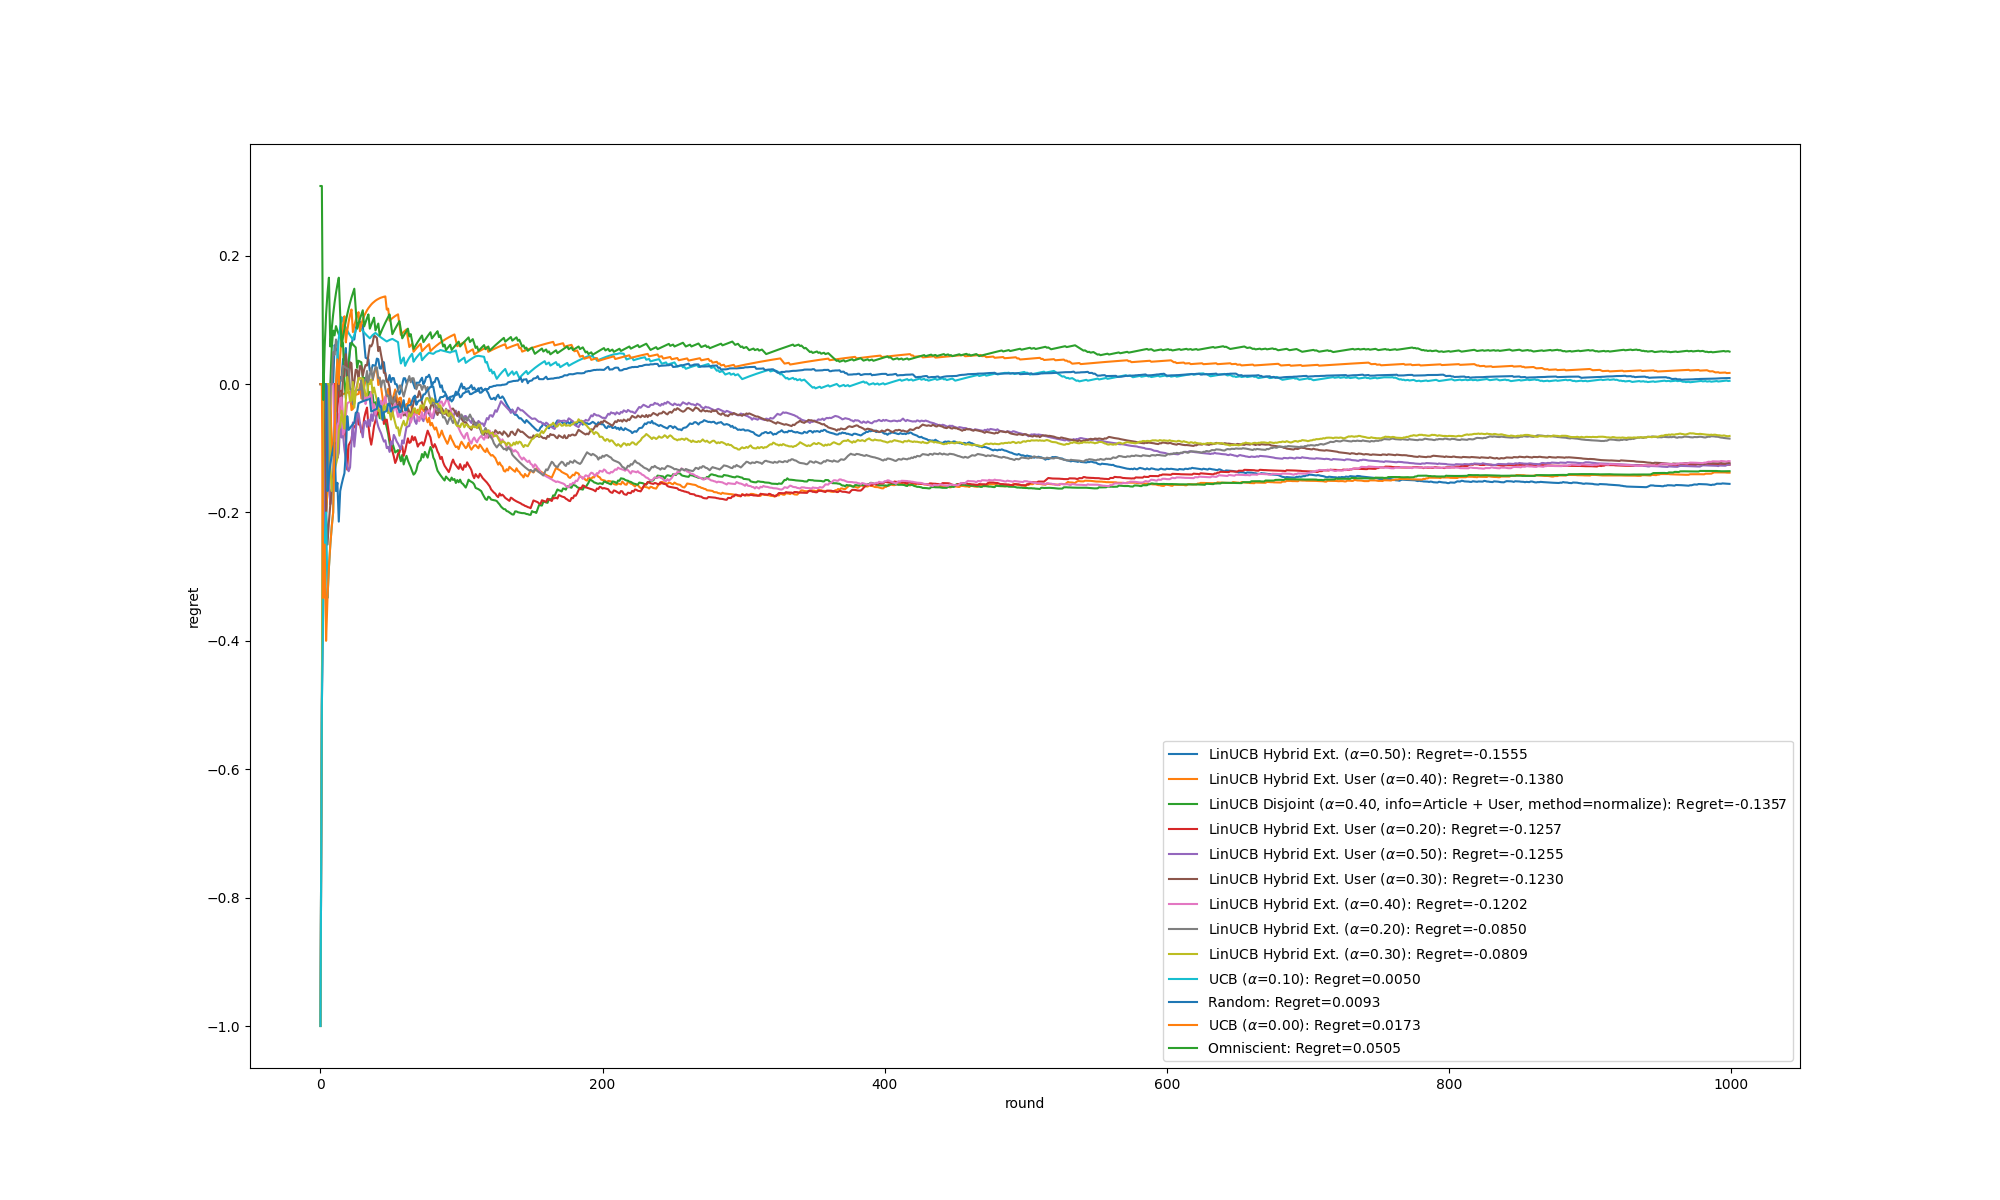 0.2
0.0
−0.2
−0.4
−0.6
−0.8
−1.0
regret
0
200
400
600
800
1000
round
LinUCB Hybrid Ext. (α=0.50): Regret=-0.1555
LinUCB Hybrid Ext. User (α=0.40): Regret=-0.1380
LinUCB Disjoint (α=0.40, info=Article + User, method=normalize): Regret=-0.1357
LinUCB Hybrid Ext. User (α=0.20): Regret=-0.1257
LinUCB Hybrid Ext. User (α=0.50): Regret=-0.1255
LinUCB Hybrid Ext. User (α=0.30): Regret=-0.1230
LinUCB Hybrid Ext. (α=0.40): Regret=-0.1202
LinUCB Hybrid Ext. (α=0.20): Regret=-0.0850
LinUCB Hybrid Ext. (α=0.30): Regret=-0.0809
UCB (α=0.10): Regret=0.0050
Random: Regret=0.0093
UCB (α=0.00): Regret=0.0173
Omniscient: Regret=0.0505